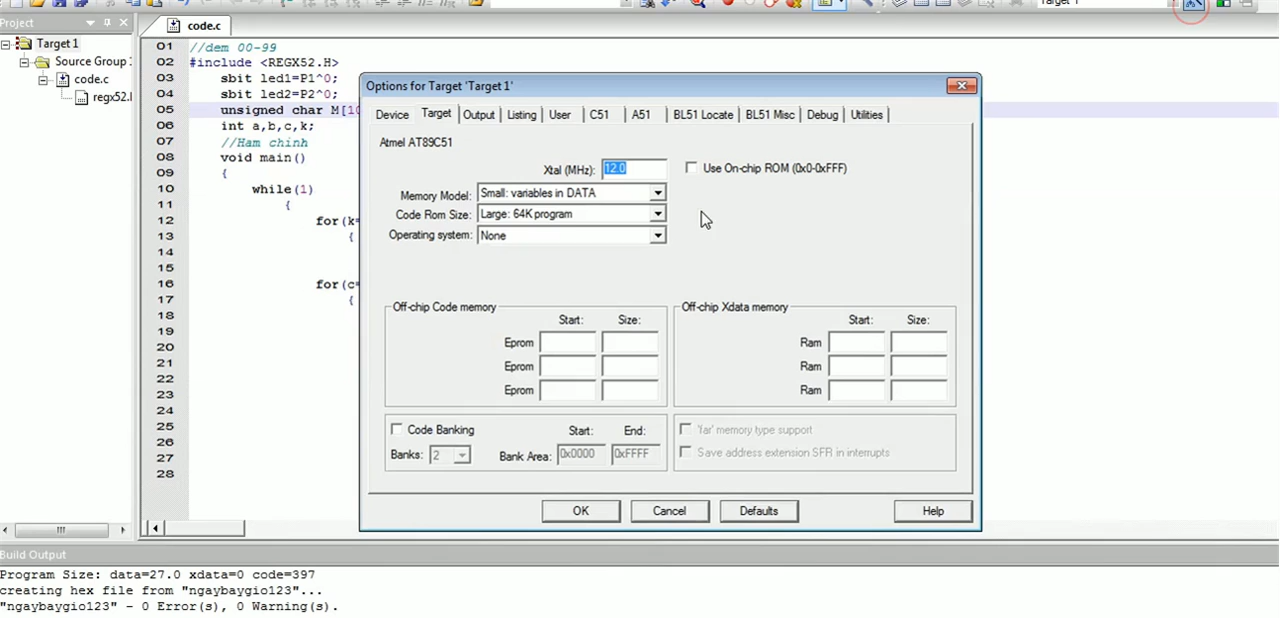 Target 1
Project
code.c
Target 1
Source Group
code.c
regx52.
01 //dem 00-99
02 #include <REGX52.H>
03 sbit led1=P1^0;
04 sbit led2=P2^0;
05 unsigned char M[10
06 int a,b,c,k;
07 //Ham chinh
08 void main()
09 {
10 while(1)
11 {
12 for(k=
13 {
14
15
16 for(c=
17 {
18
19
20
21
22
23
24
25
26
27
28
Options for Target 'Target 1'
Device Target Output Listing User C51 A51 BL51 Locate BL51 Misc Debug Utilities
Atmel AT89C51
Xtal (MHz): 12.0 Use On-chip ROM (0x0-0xFFF)
Memory Model: Small: variables in DATA
Code Rom Size: Large: 64K program
Operating system: None
Off-chip Code memory
Start: Size:
Eprom
Eprom
Eprom
Off-chip Xdata memory
Start: Size:
Ram
Ram
Ram
Code Banking Start: End:
Banks: 2 Bank Area: 0x0000 0xFFFF
'far' memory type support
Save address extension SFR in interrupts
OK Cancel Defaults Help
Build Output
Program Size: data=27.0 xdata=0 code=397
creating hex file from "ngaybaygio123"...
"ngaybaygio123" - 0 Error(s), 0 Warning(s).